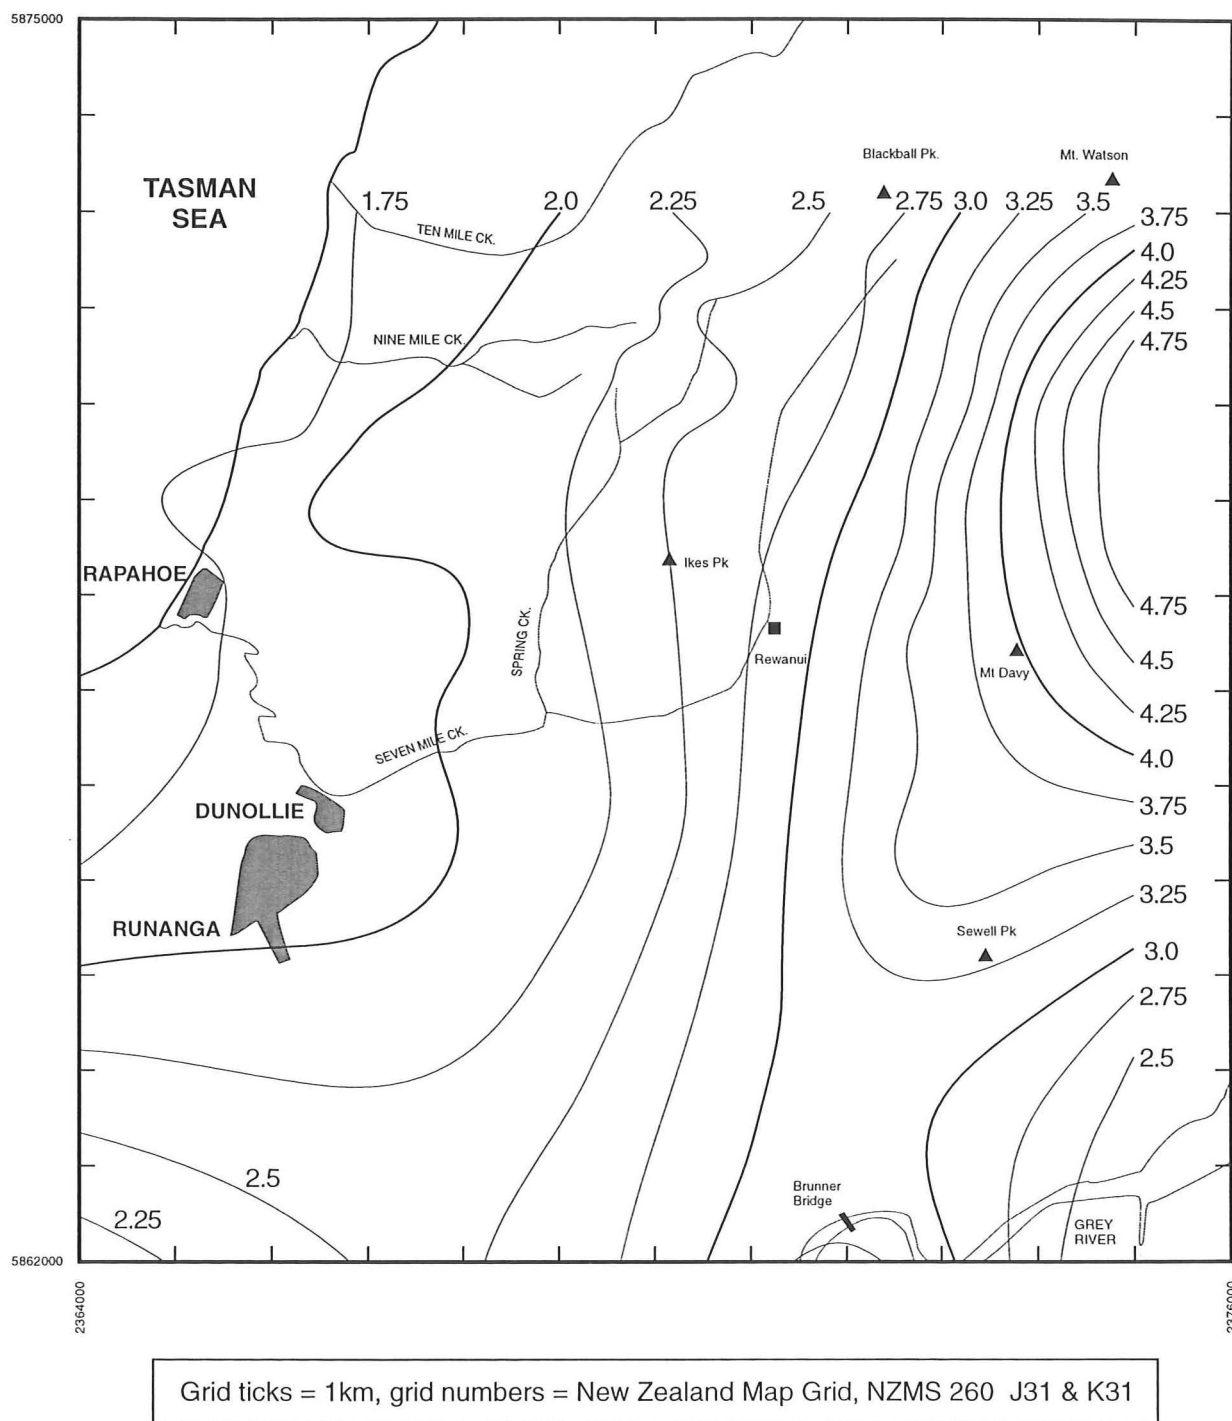 5875000
Blackball Pk.
Mt. Watson
TASMAN
SEA
1.75
2.0
2.25
2.5
2.75
3.0
3.25
3.5
3.75
TEN MILE CK.
4.0
4.25
4.5
NINE MILE CK.
4.75
RAPAHOE
Ikes Pk
4.75
SPRING CK.
Rewanui
4.5
Mt Davy
4.25
SEVEN MILE CK.
4.0
3.75
DUNOLLIE
3.5
3.25
RUNANGA
Sewell Pk
3.0
2.75
2.5
2.5
Brunner
Bridge
2.25
GREY
RIVER
5862000
2364000
2376000
Grid ticks = 1km, grid numbers = New Zealand Map Grid, NZMS 260 J31 & K31